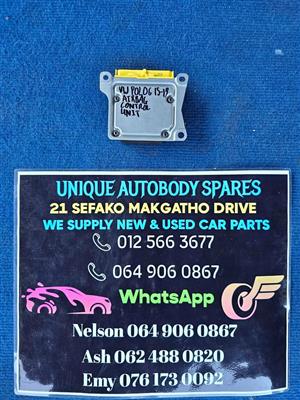 VW POLO 6 15-19
AIRBAG
CONTROL
UNIT
UNIQUE AUTOBODY SPARES
21 SEFAKO MAKGATHO DRIVE
WE SUPPLY NEW & USED CAR PARTS
012 566 3677
064 906 0867
WhatsApp
Nelson 064 906 0867
Ash 062 488 0820
Emy 076 173 0092